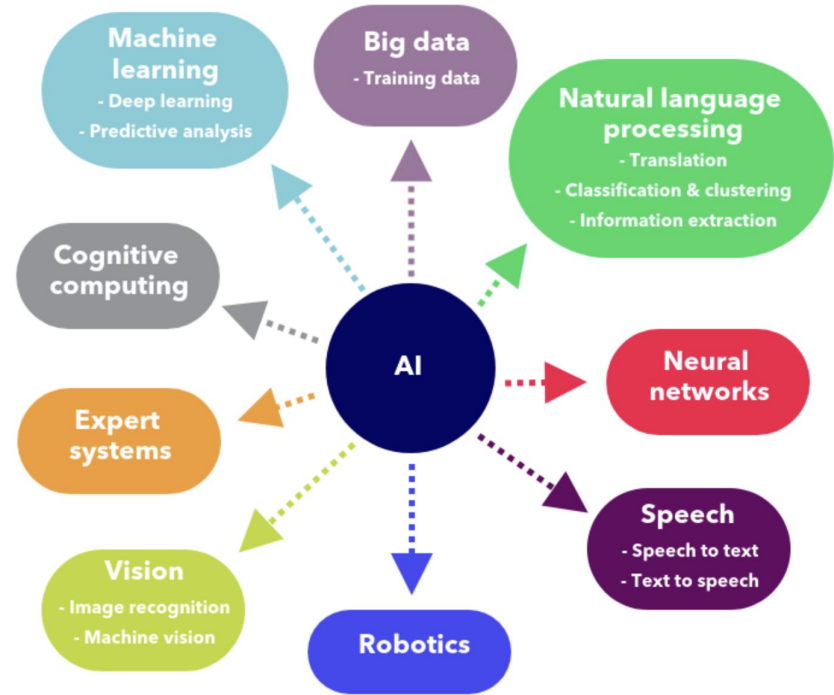 Machine
learning
- Deep learning
- Predictive analysis
Big data
- Training data
Natural language
processing
- Translation
- Classification & clustering
- Information extraction
Cognitive
computing
AI
Neural
networks
Expert
systems
Speech
- Speech to text
- Text to speech
Vision
- Image recognition
- Machine vision
Robotics